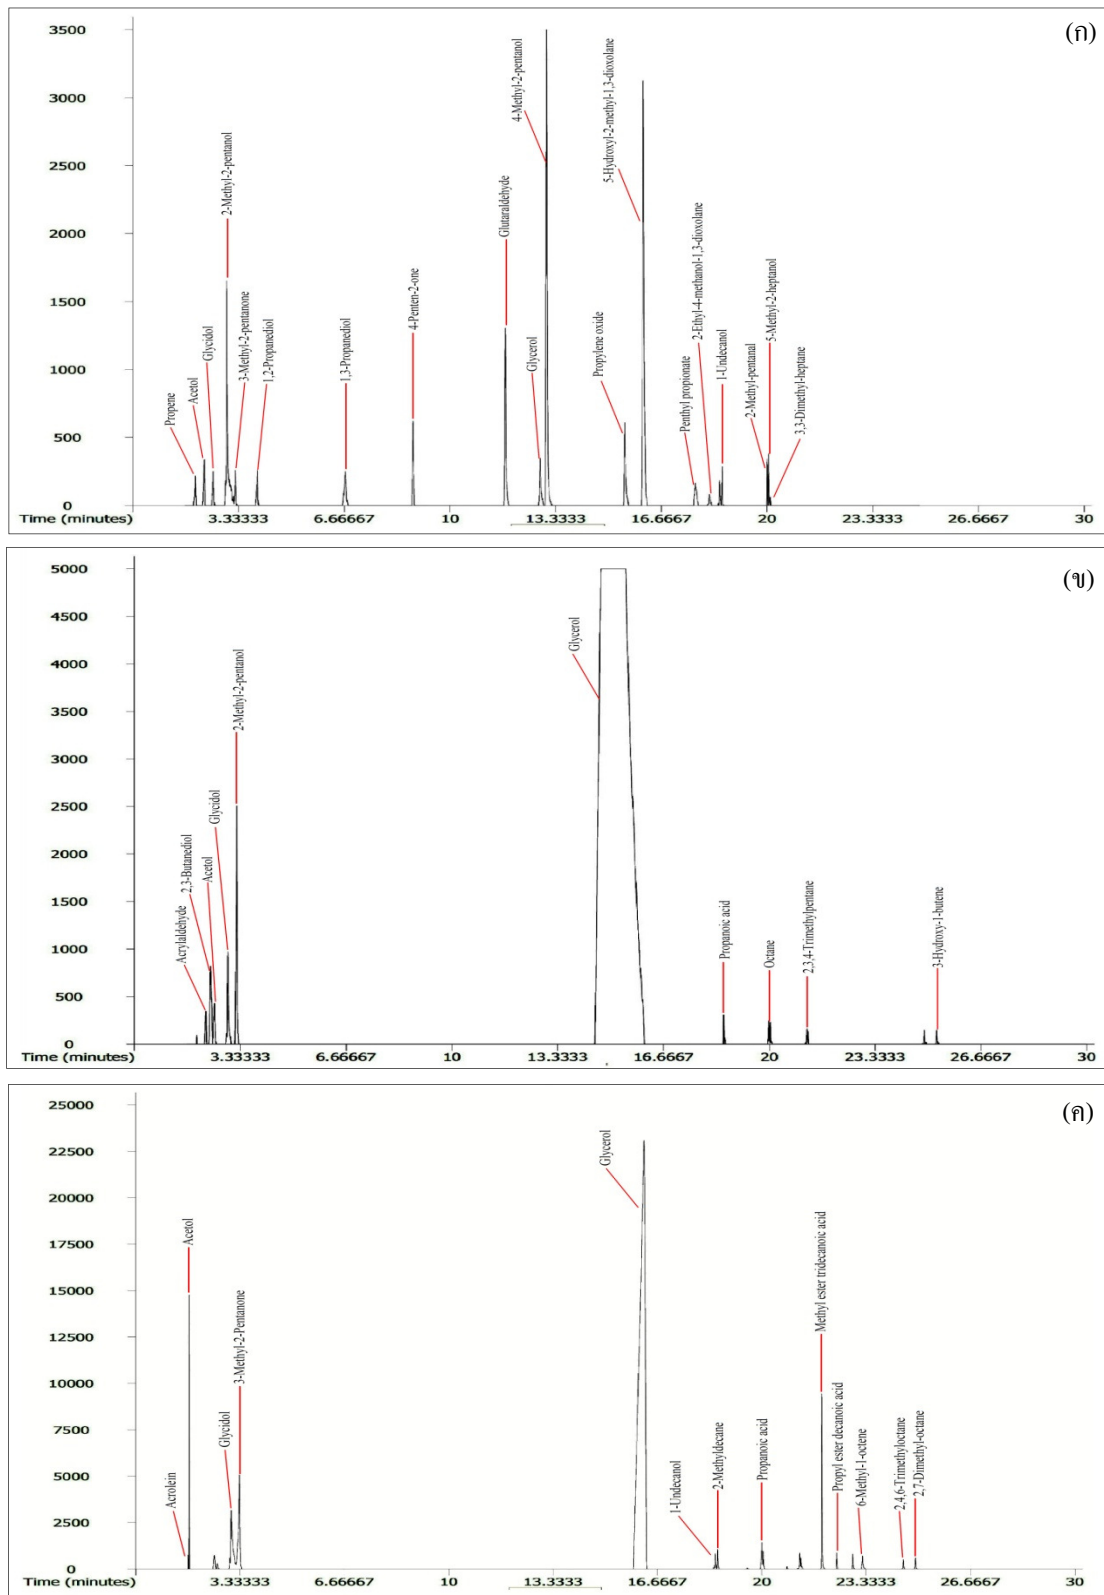 (ก)
3500
3000
2500
2000
1500
1000
500
0
Propene
Acetol
Glycidol
2-Methyl-2-pentanol
3-Methyl-2-pentanone
1,2-Propanediol
1,3-Propanediol
4-Penten-2-one
Glutaraldehyde
Glycerol
4-Methyl-2-pentanol
Propylene oxide
5-Hydroxyl-2-methyl-1,3-dioxolane
Penthyl propionate
2-Ethyl-4-methanol-1,3-dioxolane
1-Undecanol
2-Methyl-pentanal
5-Methyl-2-heptanol
3,3-Dimethyl-heptane
Time (minutes) 3.33333 6.66667 10 13.3333 16.6667 20 23.3333 26.6667 30
(ข)
5000
4500
4000
3500
3000
2500
2000
1500
1000
500
0
Acrylaldehyde
2,3-Butanediol
Acetol
Glycidol
2-Methyl-2-pentanol
Glycerol
Propanoic acid
Octane
2,3,4-Trimethylpentane
3-Hydroxy-1-butene
Time (minutes) 3.33333 6.66667 10 13.3333 16.6667 20 23.3333 26.6667 30
(ค)
25000
22500
20000
17500
15000
12500
10000
7500
5000
2500
0
Acrolein
Acetol
Glycidol
3-Methyl-2-Pentanone
Glycerol
1-Undecanol
2-Methyldecane
Propanoic acid
Methyl ester tridecanoic acid
Propyl ester decanoic acid
6-Methyl-1-octene
2,4,6-Trimethyloctane
2,7-Dimethyl-octane
Time (minutes) 3.33333 6.66667 10 13.3333 16.6667 20 23.3333 26.6667 30